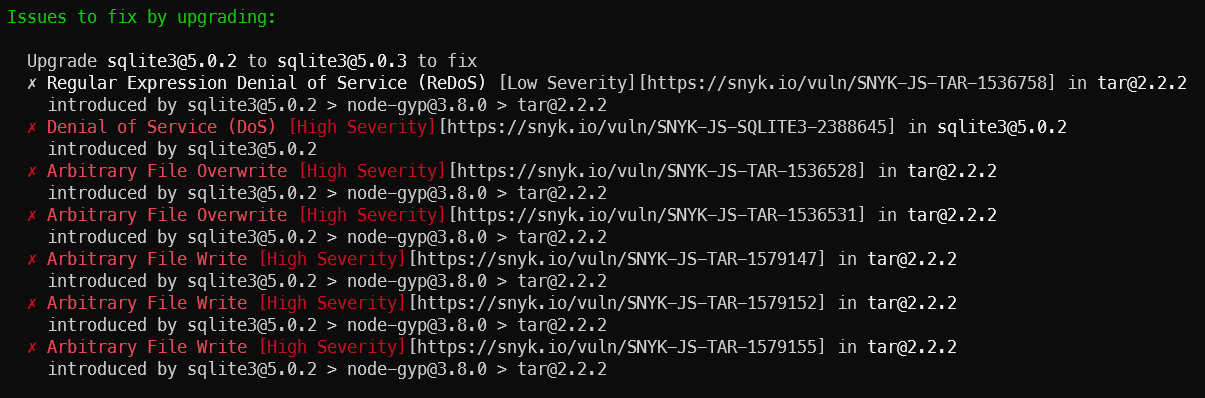 Issues to fix by upgrading:
Upgrade sqlite3@5.0.2 to sqlite3@5.0.3 to fix
✗ Regular Expression Denial of Service (ReDoS) [Low Severity][https://snyk.io/vuln/SNYK-JS-TAR-1536758] in tar@2.2.2
introduced by sqlite3@5.0.2 > node-gyp@3.8.0 > tar@2.2.2
✗ Denial of Service (DoS) [High Severity][https://snyk.io/vuln/SNYK-JS-SQLITE3-2388645] in sqlite3@5.0.2
introduced by sqlite3@5.0.2
✗ Arbitrary File Overwrite [High Severity][https://snyk.io/vuln/SNYK-JS-TAR-1536528] in tar@2.2.2
introduced by sqlite3@5.0.2 > node-gyp@3.8.0 > tar@2.2.2
✗ Arbitrary File Overwrite [High Severity][https://snyk.io/vuln/SNYK-JS-TAR-1536531] in tar@2.2.2
introduced by sqlite3@5.0.2 > node-gyp@3.8.0 > tar@2.2.2
✗ Arbitrary File Write [High Severity][https://snyk.io/vuln/SNYK-JS-TAR-1579147] in tar@2.2.2
introduced by sqlite3@5.0.2 > node-gyp@3.8.0 > tar@2.2.2
✗ Arbitrary File Write [High Severity][https://snyk.io/vuln/SNYK-JS-TAR-1579152] in tar@2.2.2
introduced by sqlite3@5.0.2 > node-gyp@3.8.0 > tar@2.2.2
✗ Arbitrary File Write [High Severity][https://snyk.io/vuln/SNYK-JS-TAR-1579155] in tar@2.2.2
introduced by sqlite3@5.0.2 > node-gyp@3.8.0 > tar@2.2.2